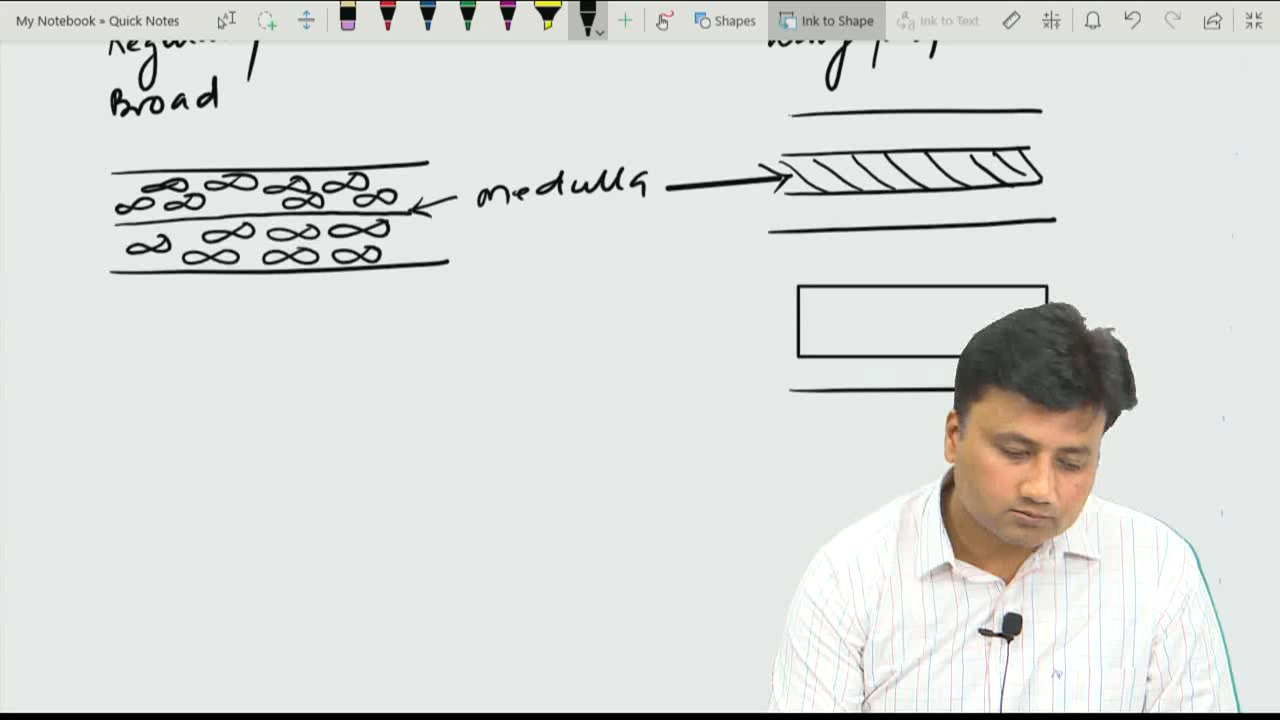 My Notebook » Quick Notes
Shapes
Ink to Shape
Ink to Text
Broad
medulla